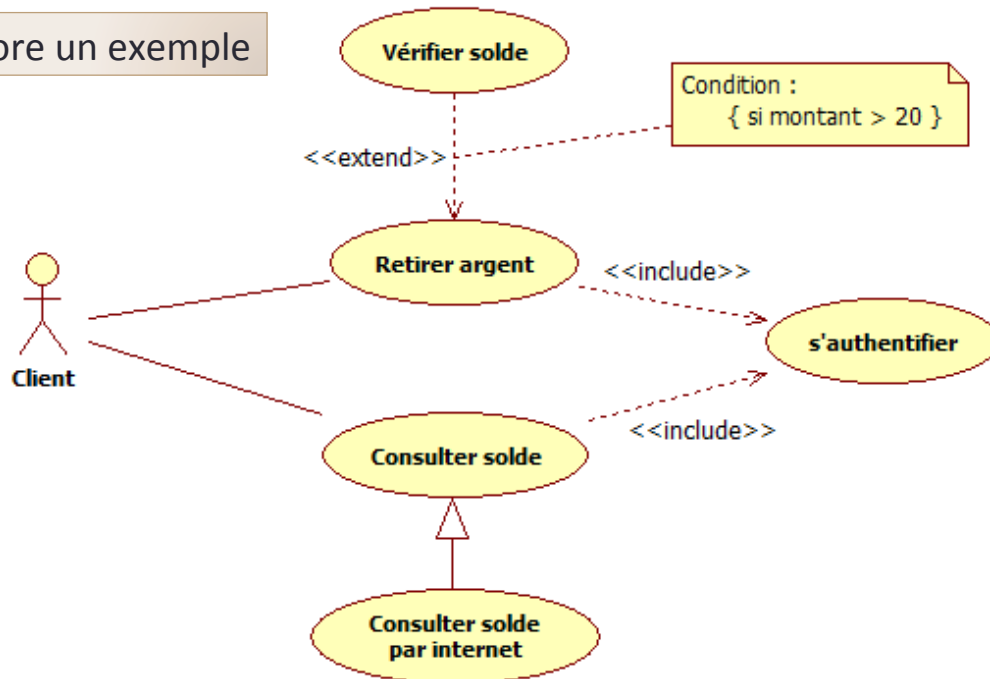 un exemple
Vérifier solde
Condition :
{ si montant > 20 }
<<extend>>
Retirer argent
<<include>>
s'authentifier
Client
<<include>>
Consulter solde
Consulter solde
par internet